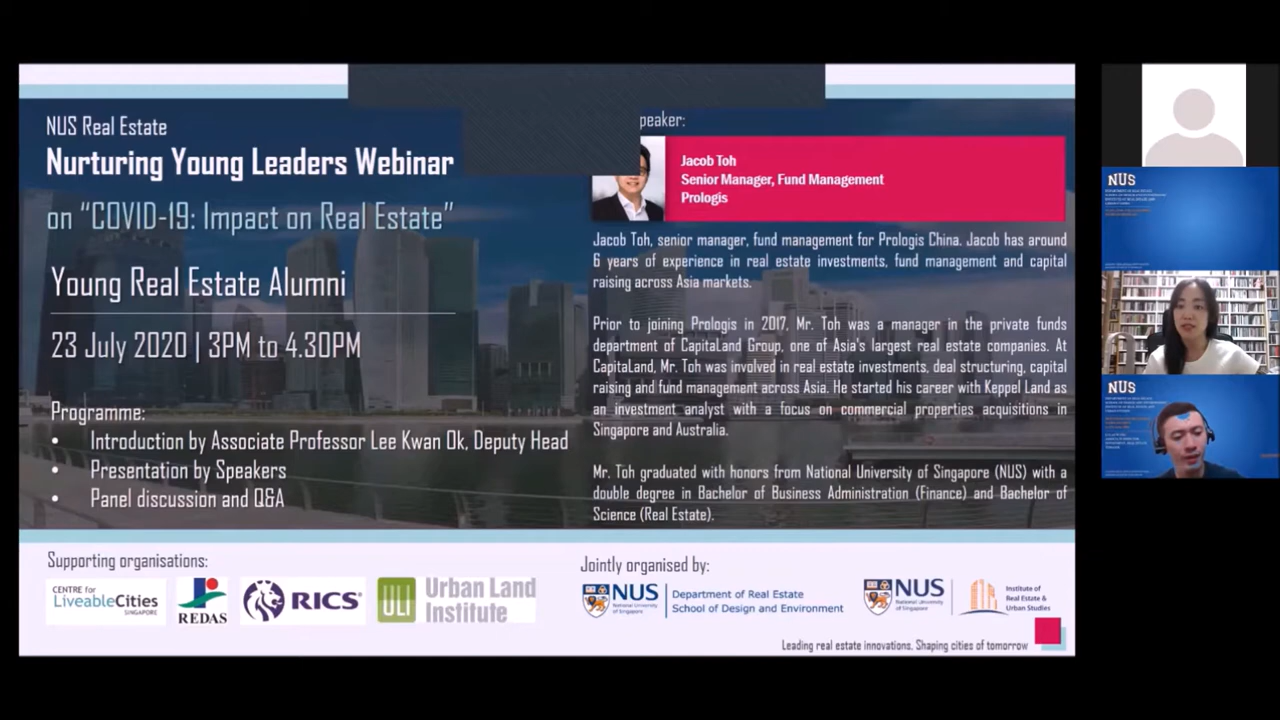 NUS Real Estate
Nurturing Young Leaders Webinar
on “COVID-19: Impact on Real Estate”
Young Real Estate Alumni
23 July 2020 | 3PM to 4.30PM
Programme:
• Introduction by Associate Professor Lee Kwan Ok, Deputy Head
• Presentation by Speakers
• Panel discussion and Q&A
peaker:
Jacob Toh
Senior Manager, Fund Management
Prologis
Jacob Toh, senior manager, fund management for Prologis China. Jacob has around
6 years of experience in real estate investments, fund management and capital
raising across Asia markets.
Prior to joining Prologis in 2017, Mr. Toh was a manager in the private funds
department of CapitaLand Group, one of Asia's largest real estate companies. At
CapitaLand, Mr. Toh was involved in real estate investments, deal structuring, capital
raising and fund management across Asia. He started his career with Keppel Land as
an investment analyst with a focus on commercial properties acquisitions in
Singapore and Australia.
Mr. Toh graduated with honors from National University of Singapore (NUS) with a
double degree in Bachelor of Business Administration (Finance) and Bachelor of
Science (Real Estate).
Supporting organisations:
CENTRE for
LiveableCities
SINGAPORE
REDAS
RICS
ULI
Urban Land
Institute
Jointly organised by:
NUS
National University
of Singapore
Department of Real Estate
School of Design and Environment
NUS
National University
of Singapore
Institute of
Real Estate &
Urban Studies
Leading real estate innovations, Shaping cities of tomorrow
NUS
NUS